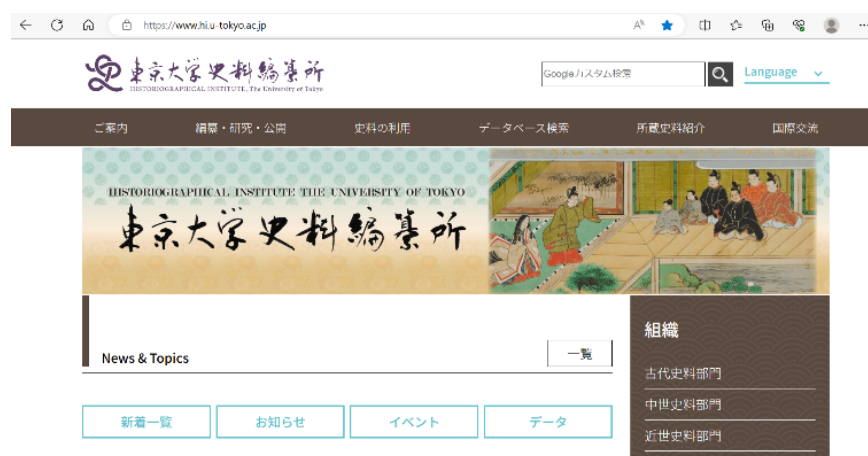 https://www.hi.u-tokyo.ac.jp
東京大学史料編纂所
HISTORIOGRAPHICAL INSTITUTE, The University of Tokyo
Googleカスタム検索
Language
ご案内 編纂・研究・公開 史料の利用 データベース検索 所蔵史料紹介 国際交流
HISTORIOGRAPHICAL INSTITUTE THE UNIVERSITY OF TOKYO
東京大学史料編纂所
組織
News & Topics
一覧
古代史料部門
中世史料部門
近世史料部門
新着一覧 お知らせ イベント データ